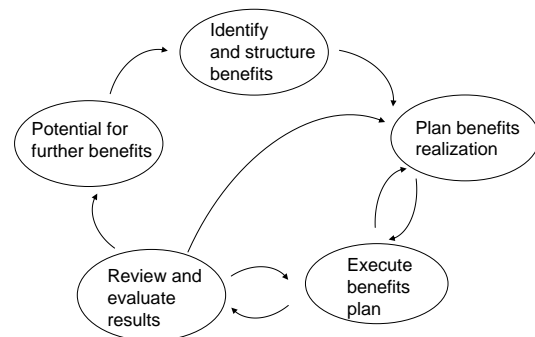 Identify
and structure
benefits
Plan benefits
realization
Execute
benefits
plan
Review and
evaluate
results
Potential for
further benefits